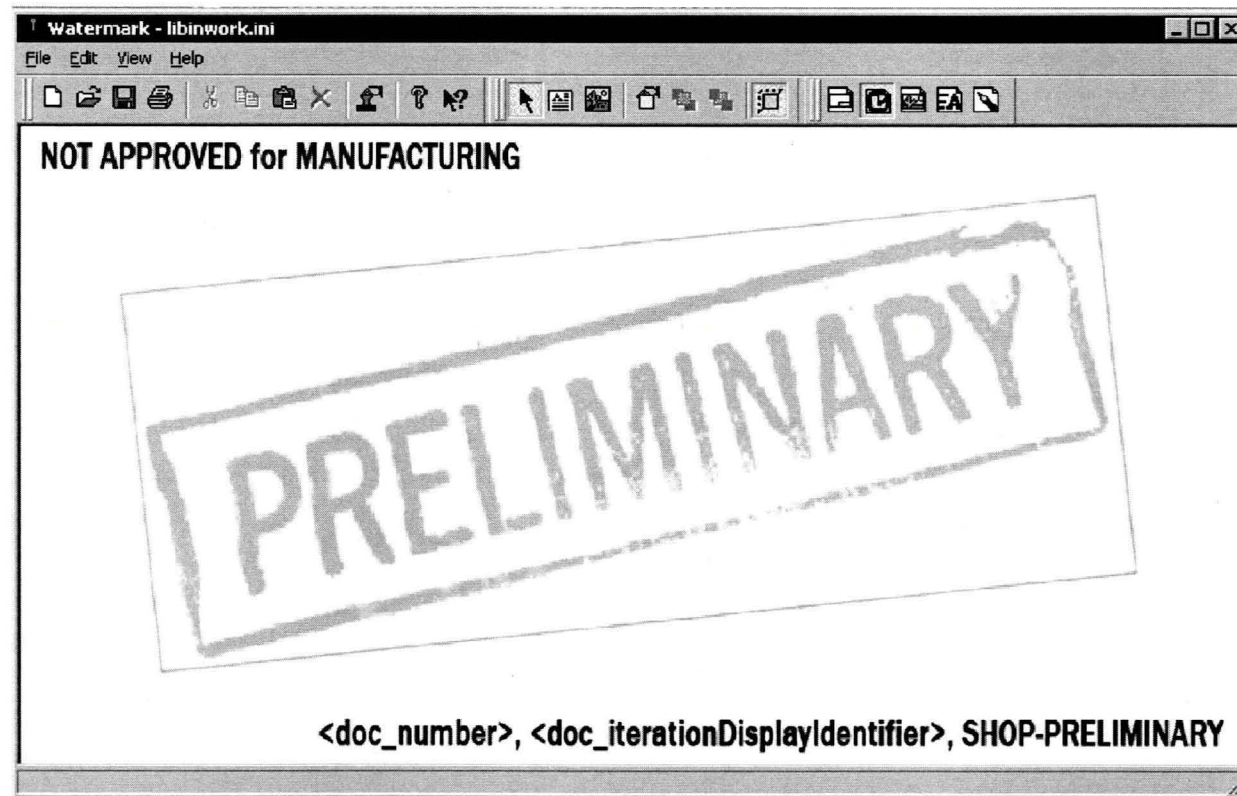 Watermark - libinwork.ini
File Edit View Help
NOT APPROVED for MANUFACTURING
PRELIMINARY
<doc_number>, <doc_iterationDisplayIdentifier>, SHOP-PRELIMINARY